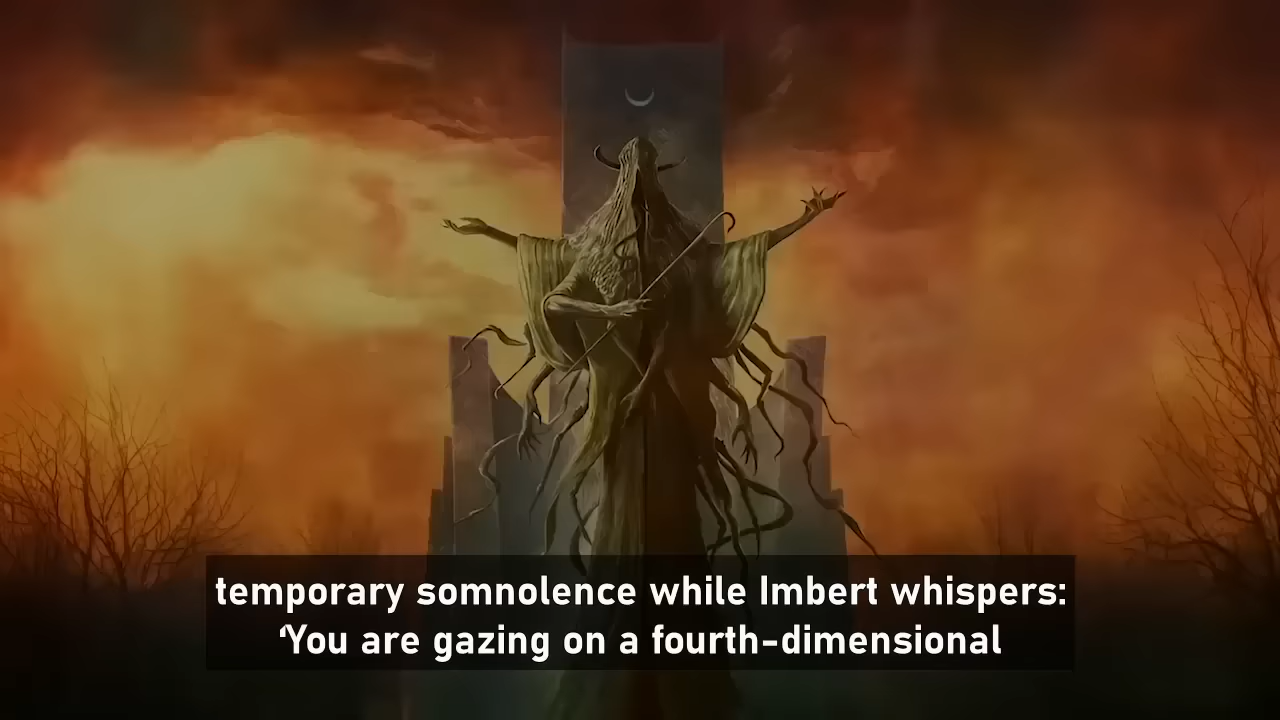 temporary somnolence while Imbert whispers:
‘You are gazing on a fourth-dimensional